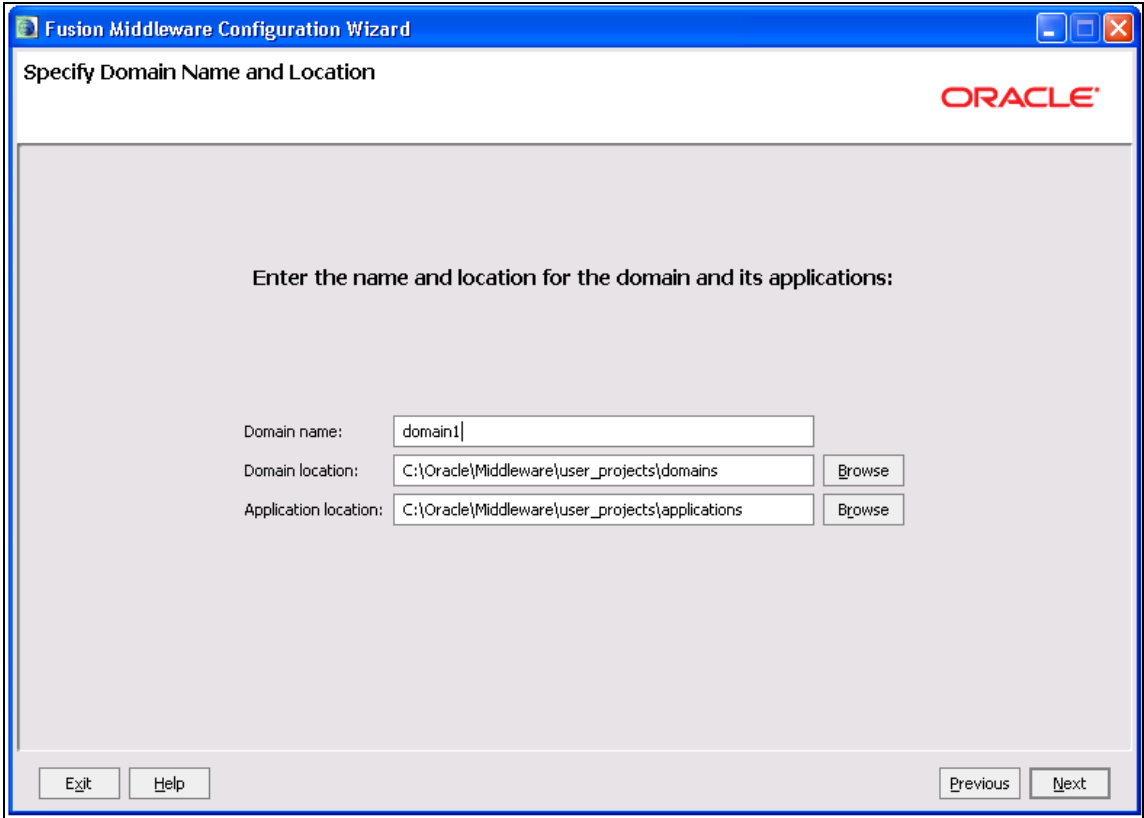 Fusion Middleware Configuration Wizard
Specify Domain Name and Location
ORACLE
Enter the name and location for the domain and its applications:
Domain name: domain1
Domain location: C:\Oracle\Middleware\user_projects\domains Browse
Application location: C:\Oracle\Middleware\user_projects\applications Browse
Exit Help Previous Next